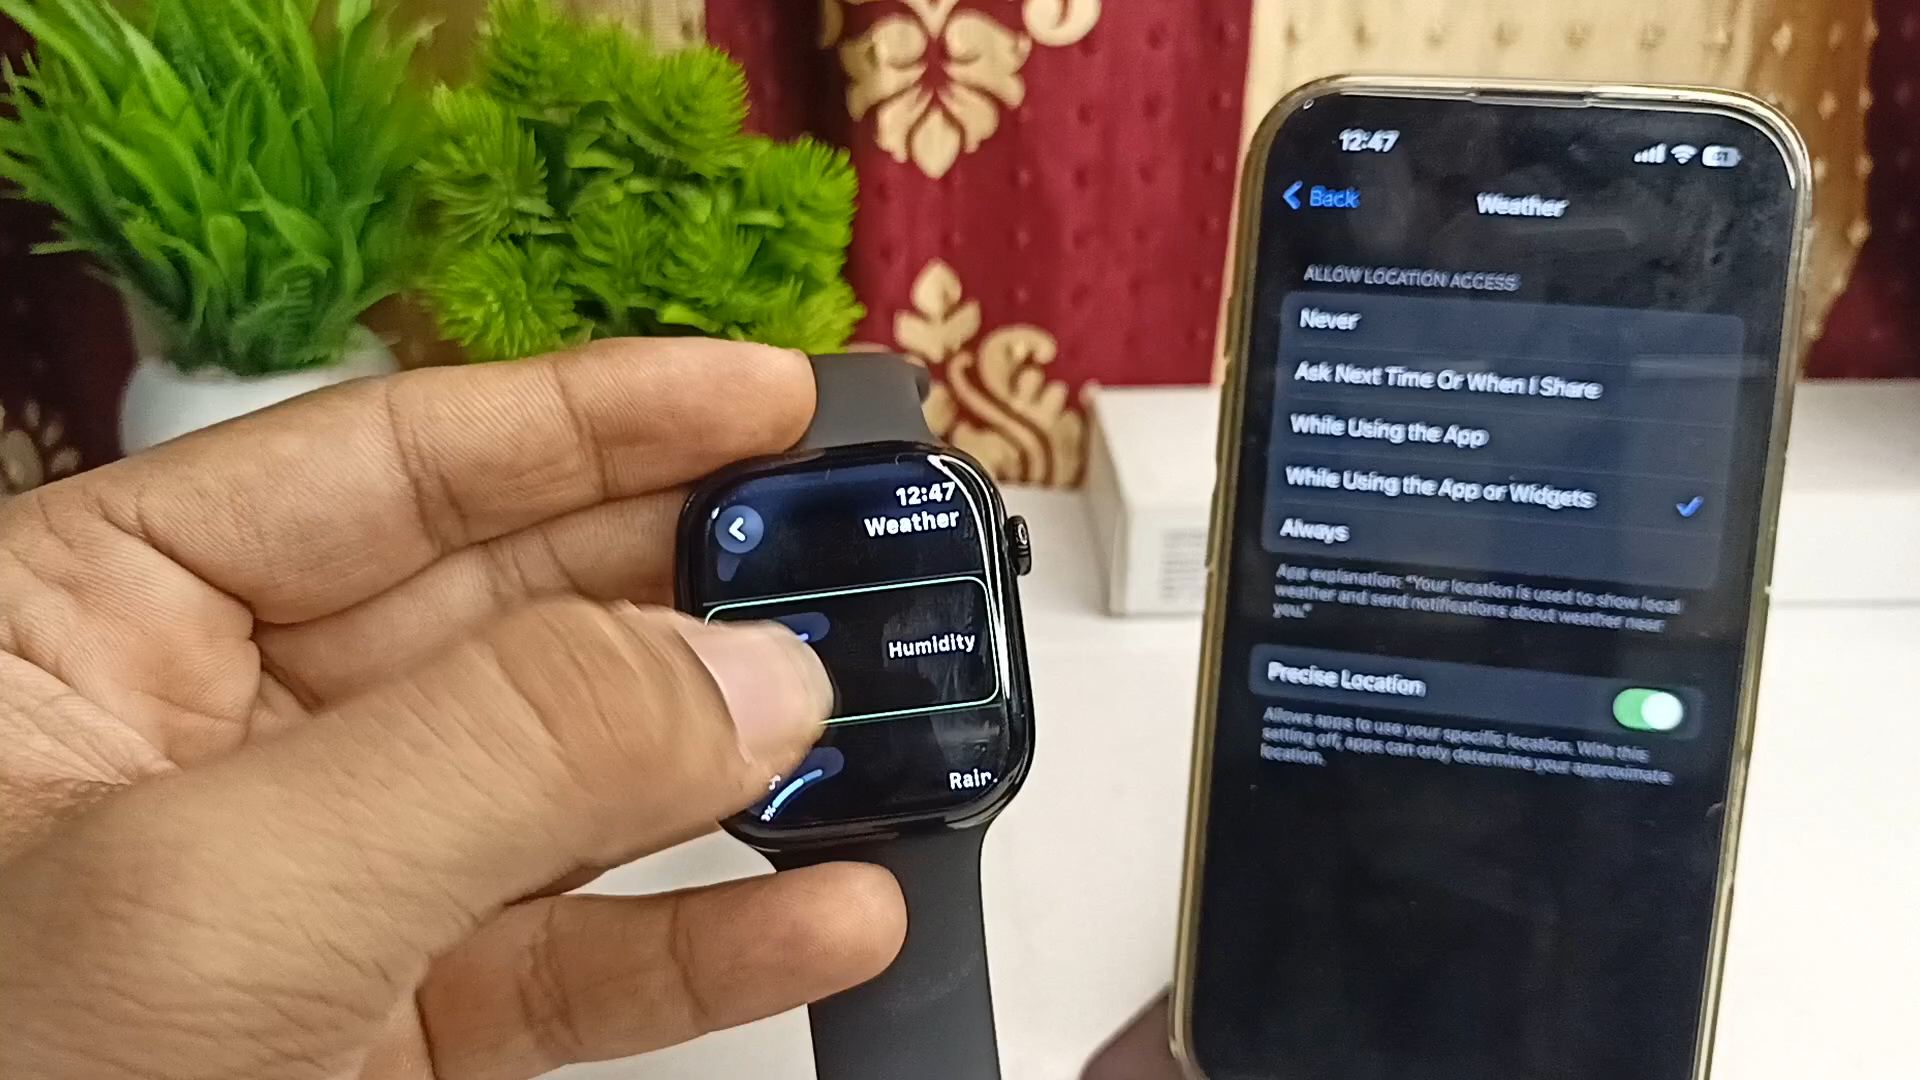 12:47
Weather
Humidity
Rain
12:47
Back
Weather
ALLOW LOCATION ACCESS
Never
Ask Next Time Or When I Share
While Using the App
While Using the App or Widgets
Always
App explanation: “Your location is used to show local
weather and send notifications about weather near
you.”
Precise Location
Allows apps to use your specific location. With this
setting off, apps can only determine your approximate
location.